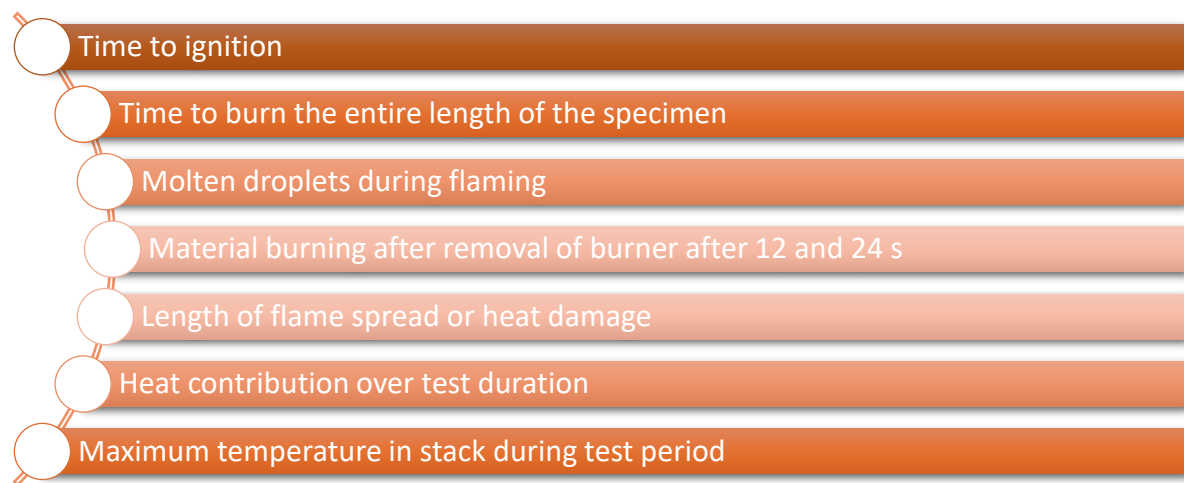 Time to ignition
Time to burn the entire length of the specimen
Molten droplets during flaming
Material burning after removal of burner after 12 and 24 s
Length of flame spread or heat damage
Heat contribution over test duration
Maximum temperature in stack during test period